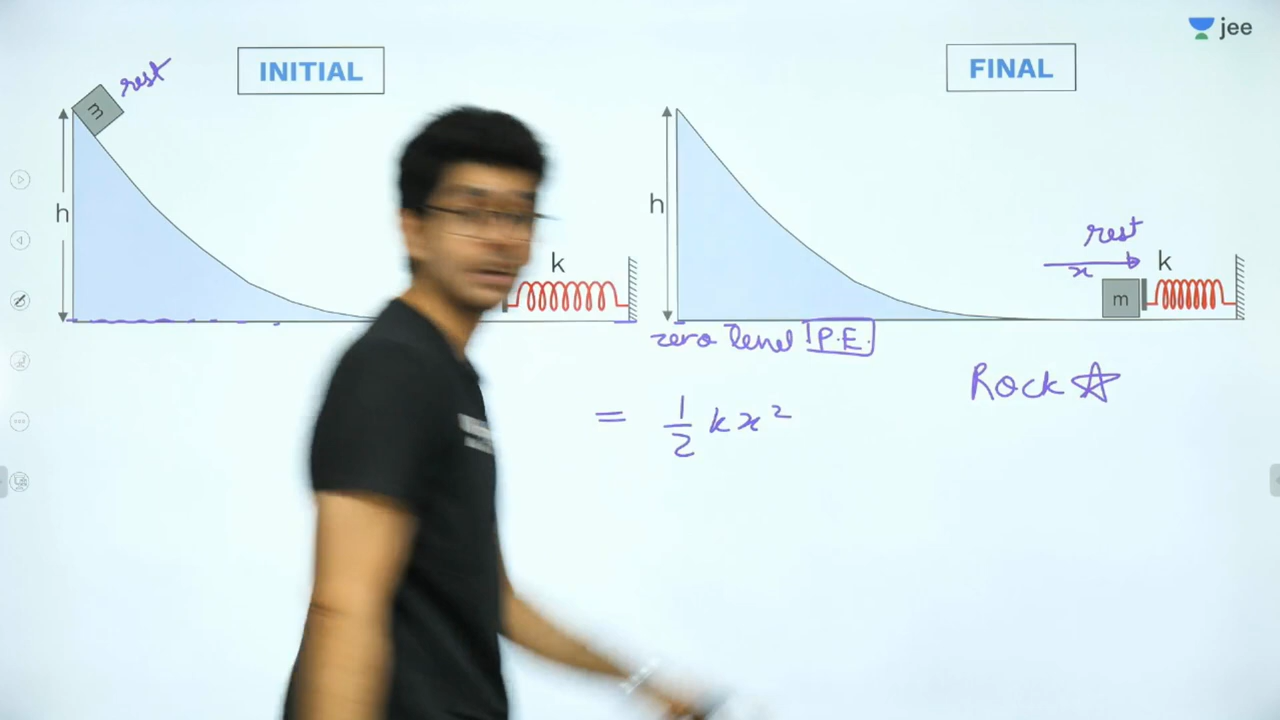 jee
INITIAL
FINAL
rest
m
h
k
h
rest
x
k
m
zero level P.E.
= 1/2 kx²
Rock ☆